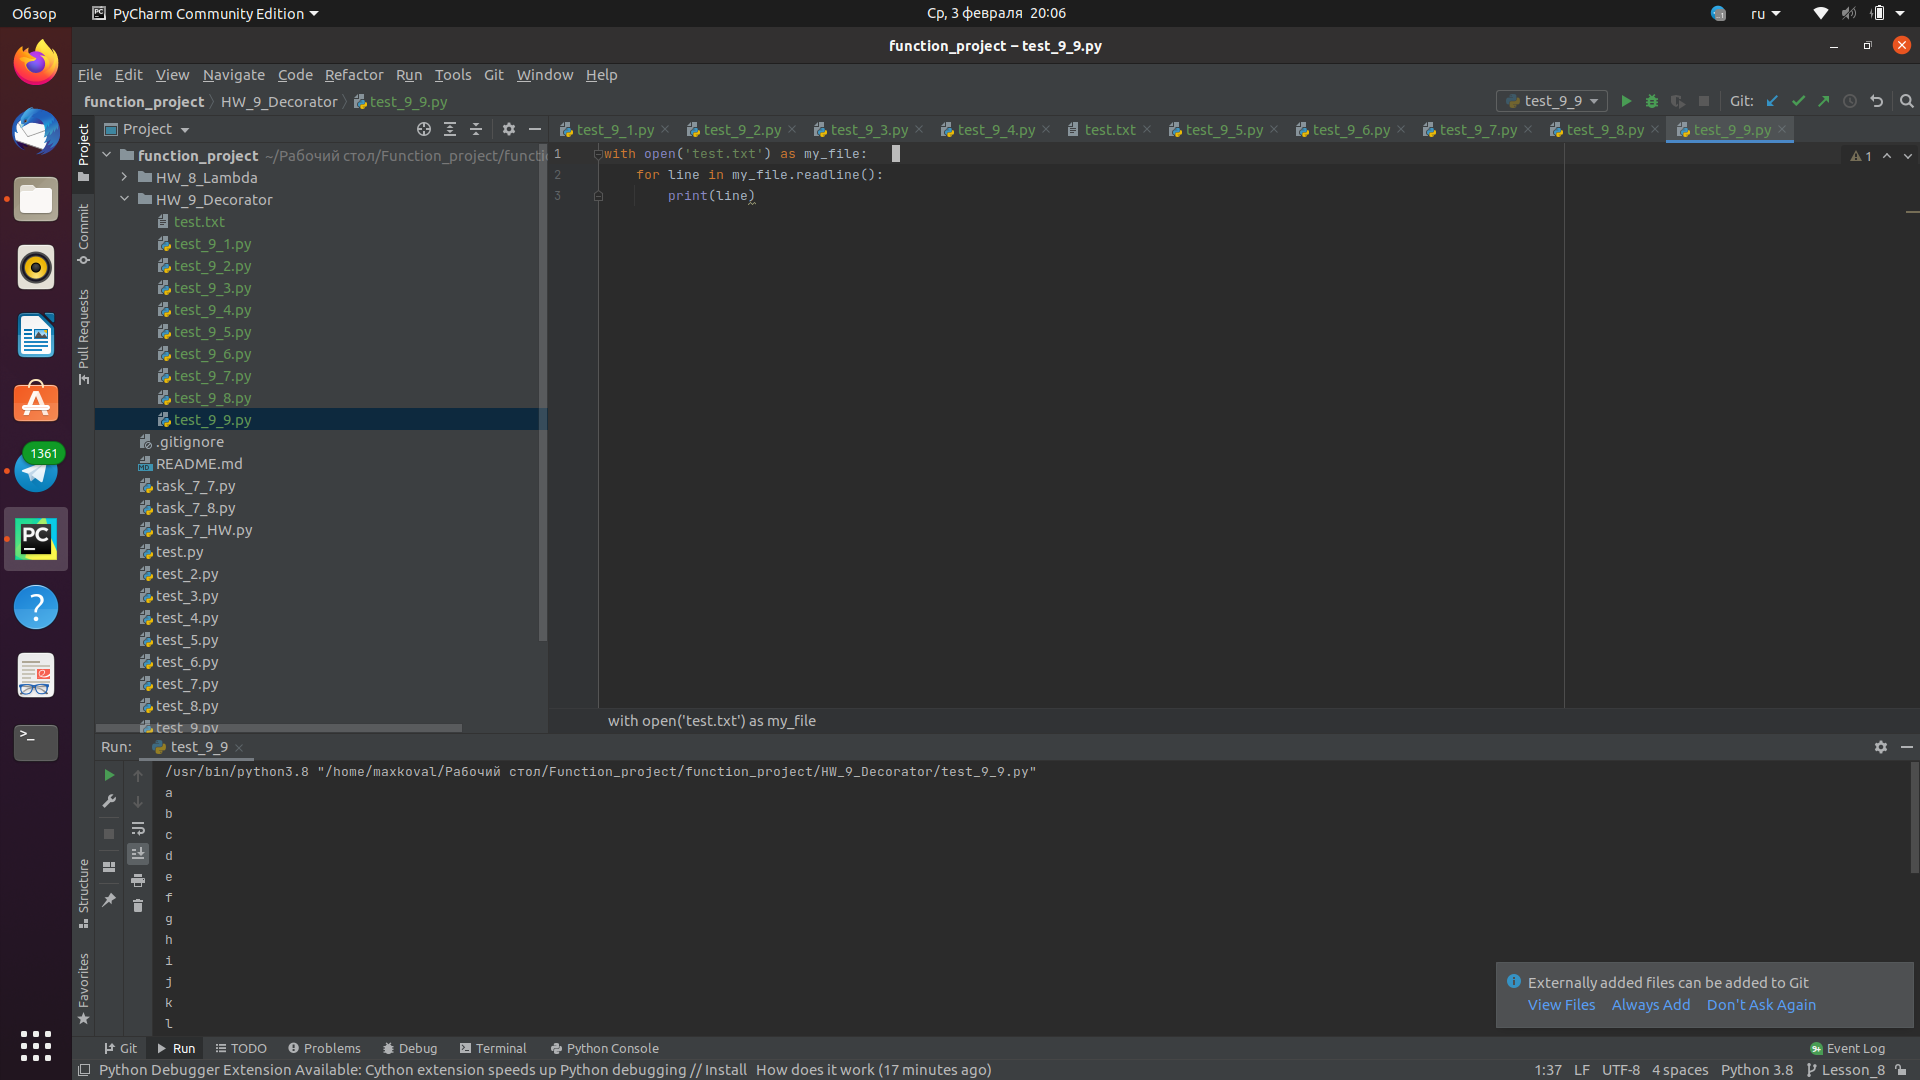 Обзор PyCharm Community Edition Ср, 3 февраля 20:06 ru
function_project – test_9_9.py
File Edit View Navigate Code Refactor Run Tools Git Window Help
function_project HW_9_Decorator test_9_9.py test_9_9 Git:
Project test_9_1.py test_9_2.py test_9_3.py test_9_4.py test.txt test_9_5.py test_9_6.py test_9_7.py test_9_8.py test_9_9.py
Project
Commit
Pull Requests
Structure
Favorites
function_project ~/Рабочий стол/Function_project/functi
HW_8_Lambda
HW_9_Decorator
test.txt
test_9_1.py
test_9_2.py
test_9_3.py
test_9_4.py
test_9_5.py
test_9_6.py
test_9_7.py
test_9_8.py
test_9_9.py
.gitignore
README.md
task_7_7.py
task_7_8.py
task_7_HW.py
test.py
test_2.py
test_3.py
test_4.py
test_5.py
test_6.py
test_7.py
test_8.py
test_9.py
1 with open('test.txt') as my_file: 1
2 for line in my_file.readline():
3 print(line)
with open('test.txt') as my_file
1361
PC
Run: test_9_9
/usr/bin/python3.8 "/home/maxkoval/Рабочий стол/Function_project/function_project/HW_9_Decorator/test_9_9.py"
a
b
c
d
e
f
g
h
i
j
k
l
Externally added files can be added to Git
View Files Always Add Don't Ask Again
Git Run TODO Problems Debug Terminal Python Console 9+ Event Log
Python Debugger Extension Available: Cython extension speeds up Python debugging // Install How does it work (17 minutes ago) 1:37 LF UTF-8 4 spaces Python 3.8 Lesson_8